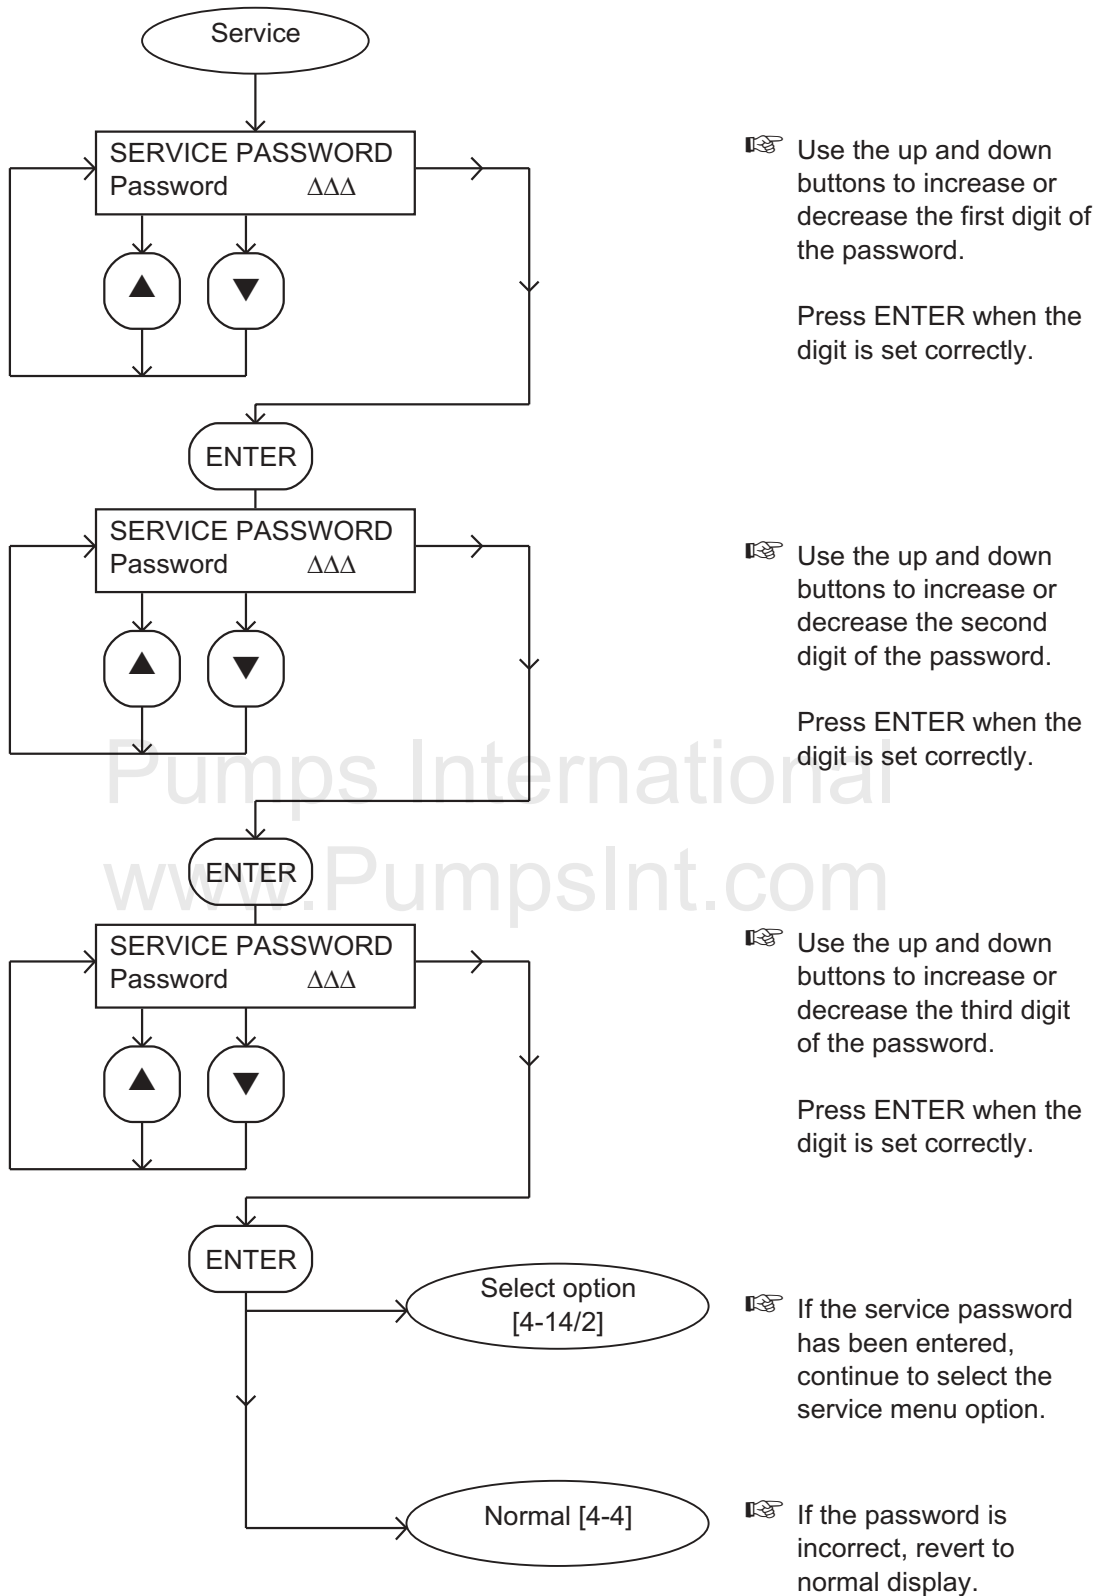 Service
SERVICE PASSWORD
Password ΔΔΔ
▲ ▼
☞ Use the up and down
buttons to increase or
decrease the first digit of
the password.
Press ENTER when the
digit is set correctly.
ENTER
SERVICE PASSWORD
Password ΔΔΔ
▲ ▼
☞ Use the up and down
buttons to increase or
decrease the second
digit of the password.
Press ENTER when the
digit is set correctly.
Pumps International
www.PumpsInt.com
ENTER
SERVICE PASSWORD
Password ΔΔΔ
▲ ▼
☞ Use the up and down
buttons to increase or
decrease the third digit
of the password.
Press ENTER when the
digit is set correctly.
ENTER
Select option
[4-14/2]
☞ If the service password
has been entered,
continue to select the
service menu option.
Normal [4-4]
☞ If the password is
incorrect, revert to
normal display.